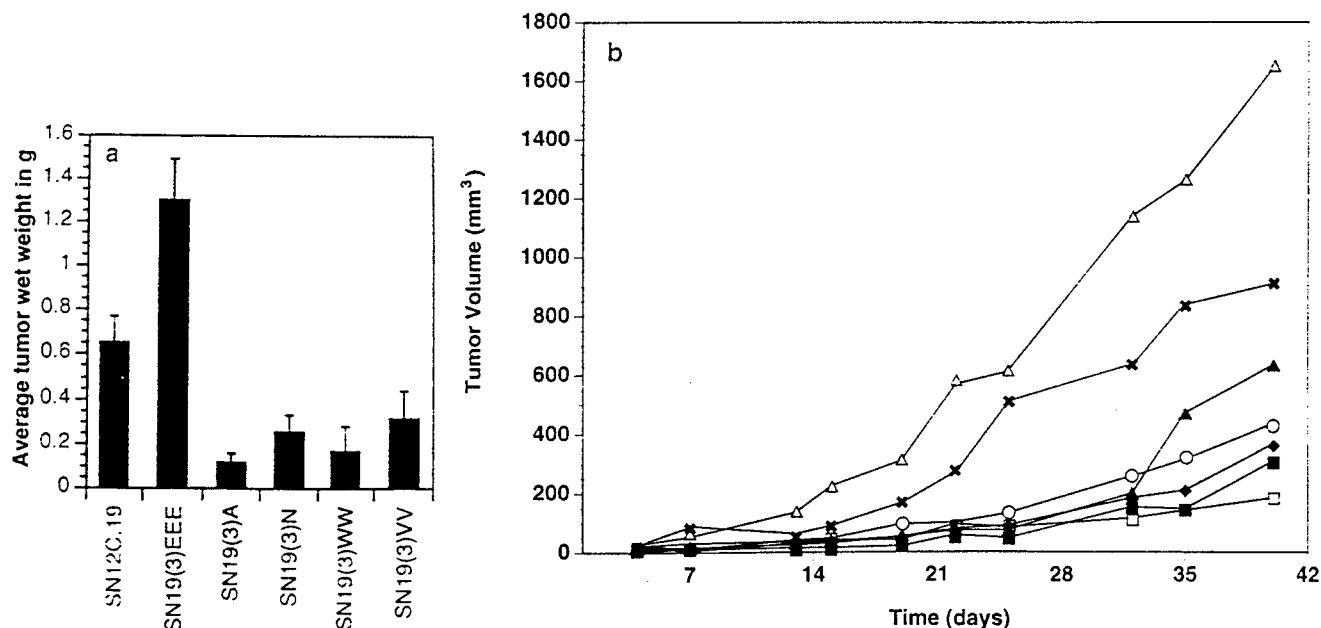 a
Average tumor wet weight in g
1.6
1.4
1.2
1
0.8
0.6
0.4
0.2
0
SN12C.19
SN19(3)EEE
SN19(3)A
SN19(3)N
SN19(3)WW
SN19(3)VV
b
Tumor Volume (mm³)
1800
1600
1400
1200
1000
800
600
400
200
0
7
14
21
28
35
42
Time (days)